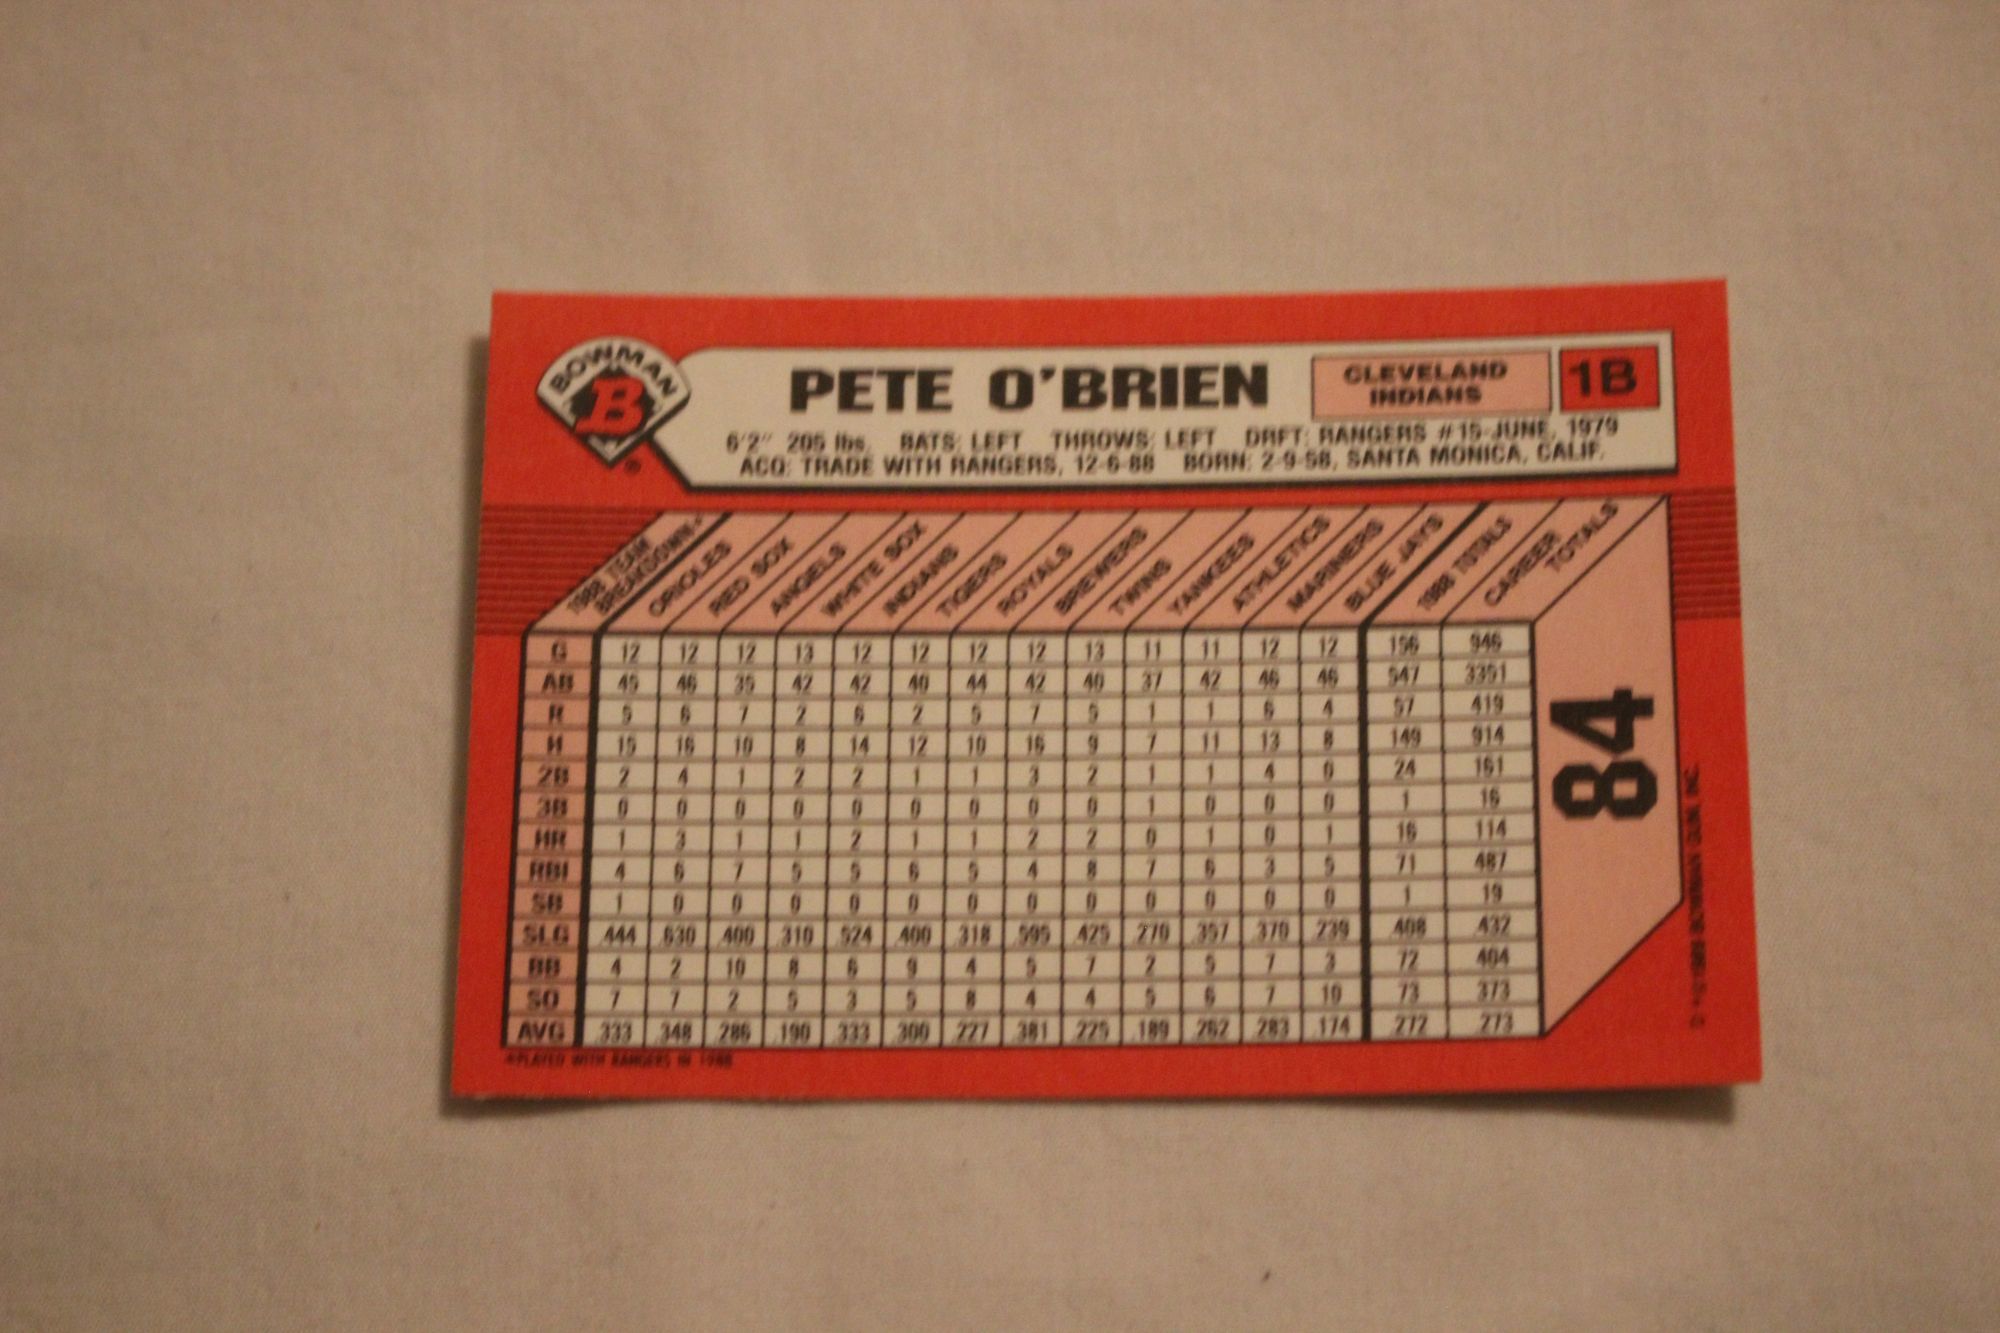 BOWMAN
B
®
PETE O'BRIEN
CLEVELAND
INDIANS
1B
6'2" 205 lbs. BATS: LEFT THROWS: LEFT DRFT: RANGERS #15-JUNE, 1979
ACQ: TRADE WITH RANGERS, 12-6-88 BORN: 2-9-58, SANTA MONICA, CALIF.
1988 TEAM
BREAKDOWN
ORIOLES RED SOX ANGELS WHITE SOX INDIANS TIGERS ROYALS BREWERS TWINS YANKEES ATHLETICS MARINERS BLUE JAYS 1988 TOTALS CAREER TOTALS
G 12 12 12 13 12 12 12 12 13 11 11 12 12 156 946
AB 45 46 35 42 42 40 44 42 40 37 42 46 46 547 3351
R 5 6 7 2 6 2 5 7 5 1 1 6 4 57 419
H 15 16 10 8 14 12 10 16 9 7 11 13 8 149 914
2B 2 4 1 2 2 1 1 3 2 1 1 4 0 24 161
3B 0 0 0 0 0 0 0 0 0 1 0 0 0 1 16
HR 1 3 1 1 2 1 1 2 2 0 1 0 1 16 114
RBI 4 6 7 5 5 6 5 4 8 7 6 3 5 71 487
SB 1 0 0 0 0 0 0 0 0 0 0 0 0 1 19
SLG .444 .630 .400 .310 .524 .400 .318 .595 .425 .270 .357 .370 .239 .408 .432
BB 4 2 10 8 6 9 4 5 7 2 5 7 3 72 404
SO 7 7 2 5 3 5 8 4 4 5 6 7 10 73 373
AVG .333 .348 .286 .190 .333 .300 .227 .381 .225 .189 .262 .283 .174 .272 .273
84
PLAYED WITH RANGERS IN 1988
1989 BOWMAN GUM, INC.